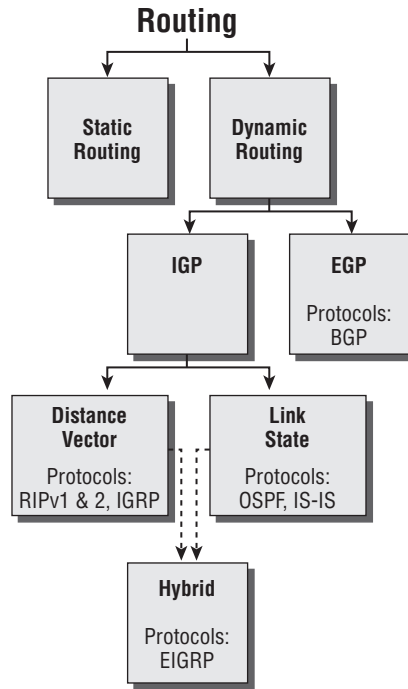 Routing
Static
Routing
Dynamic
Routing
IGP
EGP
Protocols:
BGP
Distance
Vector
Protocols:
RIPv1 & 2, IGRP
Link
State
Protocols:
OSPF, IS-IS
Hybrid
Protocols:
EIGRP